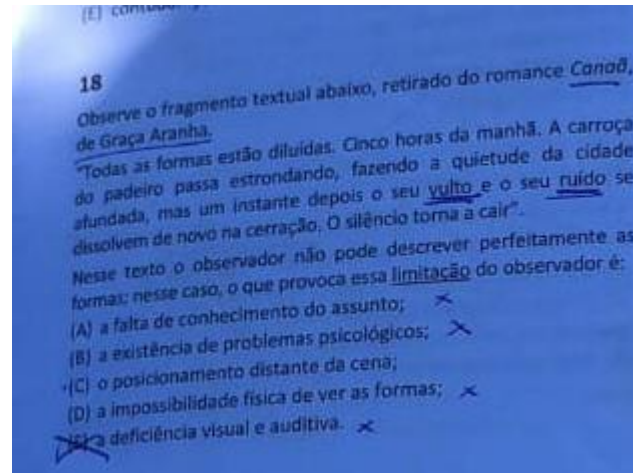 (E)
18
Observe o fragmento textual abaixo, retirado do romance Canaã,
de Graça Aranha.
"Todas as formas estão diluídas. Cinco horas da manhã. A carroça
do padeiro passa estrondando, fazendo a quietude da cidade
afundada, mas um instante depois o seu vulto e o seu ruído se
dissolvem de novo na cerração. O silêncio torna a cair".
Nesse texto o observador não pode descrever perfeitamente as
formas; nesse caso, o que provoca essa limitação do observador é:
(A) a falta de conhecimento do assunto;
(B) a existência de problemas psicológicos;
(C) o posicionamento distante da cena;
(D) a impossibilidade física de ver as formas;
(E) a deficiência visual e auditiva.